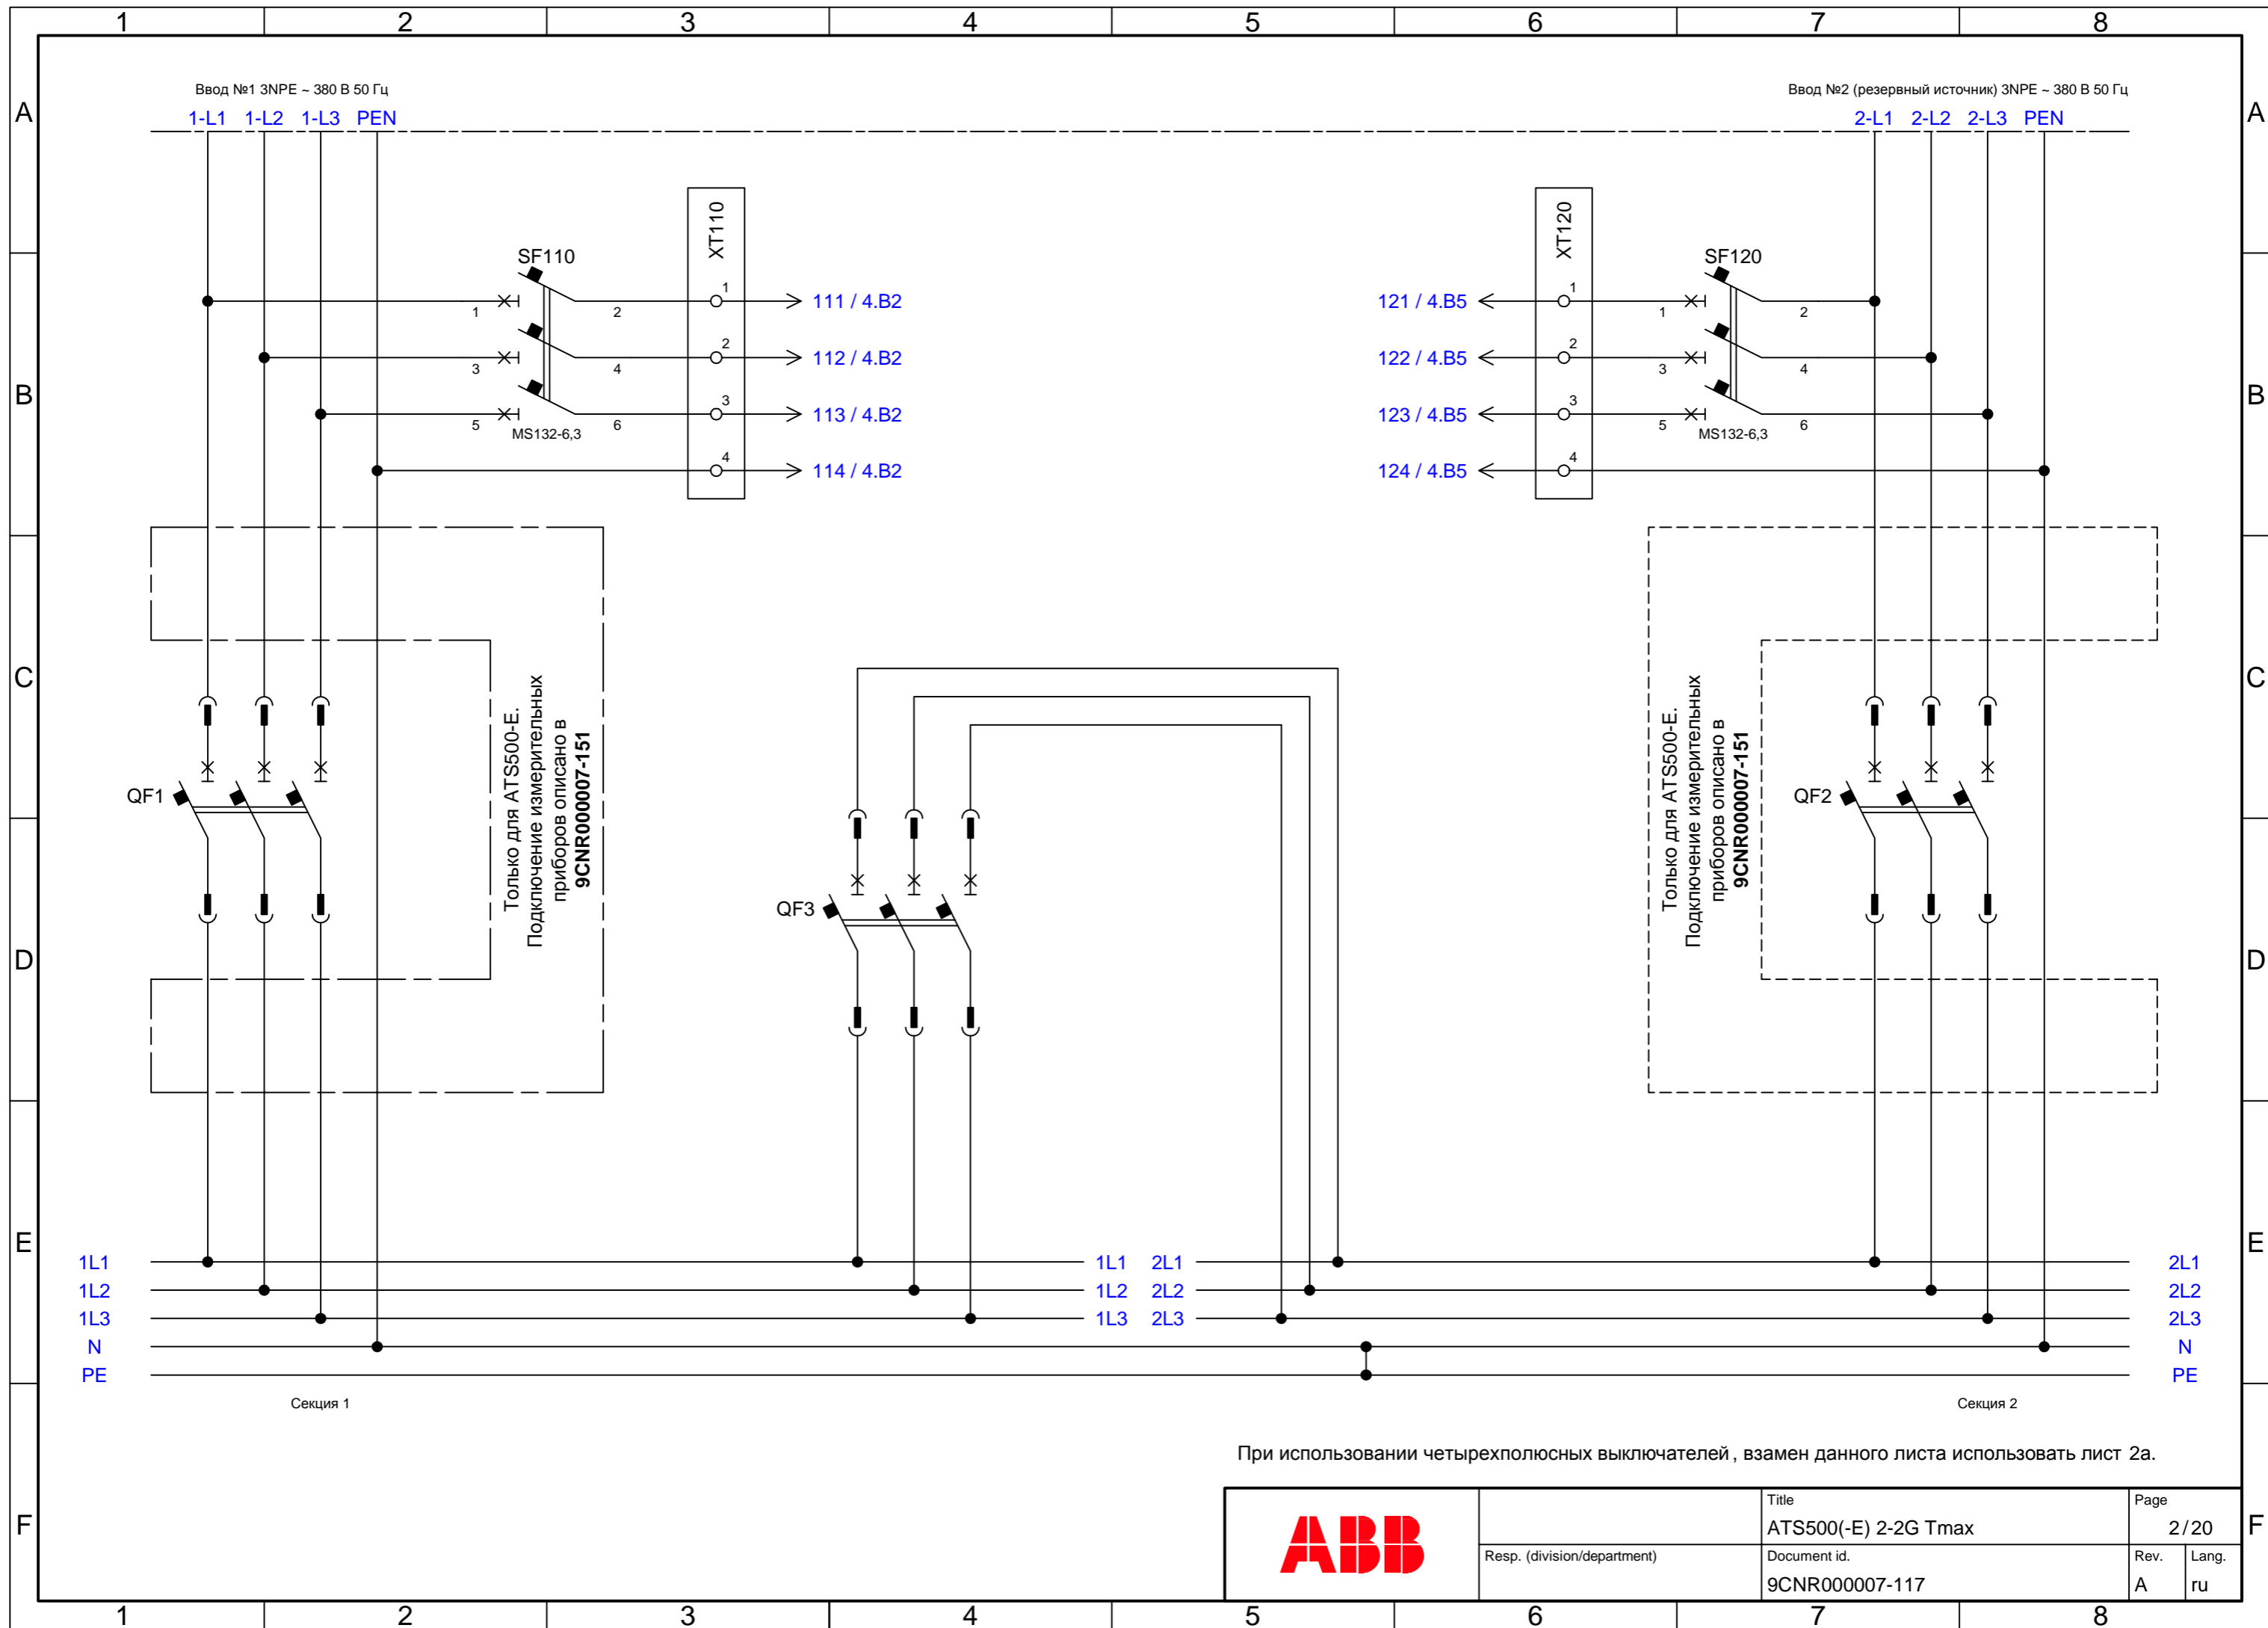 1 2 3 4 5 6 7 8
Ввод №1 3NPE ~ 380 В 50 Гц
Ввод №2 (резервный источник) 3NPE ~ 380 В 50 Гц
A
A
1-L1 1-L2 1-L3 PEN
2-L1 2-L2 2-L3 PEN
XT110
XT120
SF110
SF120
1 2 1 111 / 4.B2
121 / 4.B5 1 1 2
3 4 2 112 / 4.B2
122 / 4.B5 2 3 4
B
B
5 6 3 113 / 4.B2
123 / 4.B5 3 5 6
MS132-6,3
MS132-6,3
4 114 / 4.B2
124 / 4.B5 4
C
C
Только для ATS500-E.
Подключение измерительных
приборов описано в
9CNR000007-151
Только для ATS500-E.
Подключение измерительных
приборов описано в
9CNR000007-151
QF1
QF2
QF3
D
D
E
E
1L1 1L1 2L1 2L1
1L2 1L2 2L2 2L2
1L3 1L3 2L3 2L3
N N
PE PE
Секция 1
Секция 2
При использовании четырехполюсных выключателей, взамен данного листа использовать лист 2а.
F
F
ABB
Title
ATS500(-E) 2-2G Tmax
Page
2/20
Resp. (division/department)
Document id.
9CNR000007-117
Rev.
A
Lang.
ru
1 2 3 4 5 6 7 8